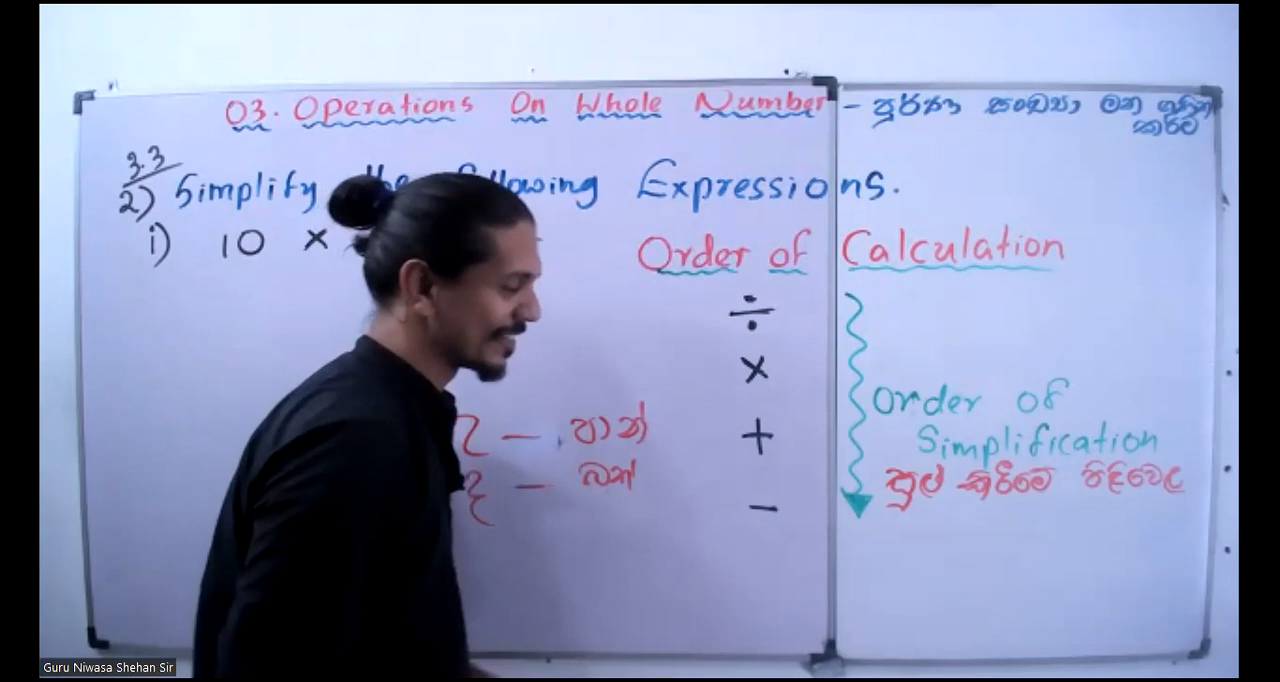 03. Operations On Whole Number - පූර්ණ සංඛ්‍යා මත ගණිත
කර්ම
3.3
2) Simplify the following Expressions.
i) 10 ×
Order of Calculation
÷
×
+
-
Order of
Simplification
සුලු කිරීමේ පිළිවෙල
- පාන්
- බත්
Guru Niwasa Shehan Sir